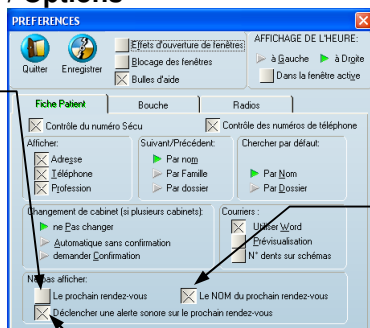 / Options
PREFERENCES
Quitter Enregistrer
Effets d'ouverture de fenêtres
Blocage des fenêtres
Bulles d'aide
AFFICHAGE DE L'HEURE:
à Gauche à Droite
Dans la fenêtre active
Fiche Patient Bouche Radios
Contrôle du numéro Sécu Contrôle des numéros de téléphone
Afficher: Suivant/Précédent: Chercher par défaut:
Adresse Par nom
Téléphone Par Famille Par Nom
Profession Par dossier Par Dossier
Changement de cabinet (si plusieurs cabinets): Courriers :
ne Pas changer Utiliser Word
Automatique sans confirmation Prévisualisation
demander Confirmation N° dents sur schémas
Ne pas afficher:
Le prochain rendez-vous Le NOM du prochain rendez-vous
Déclencher une alerte sonore sur le prochain rendez-vous